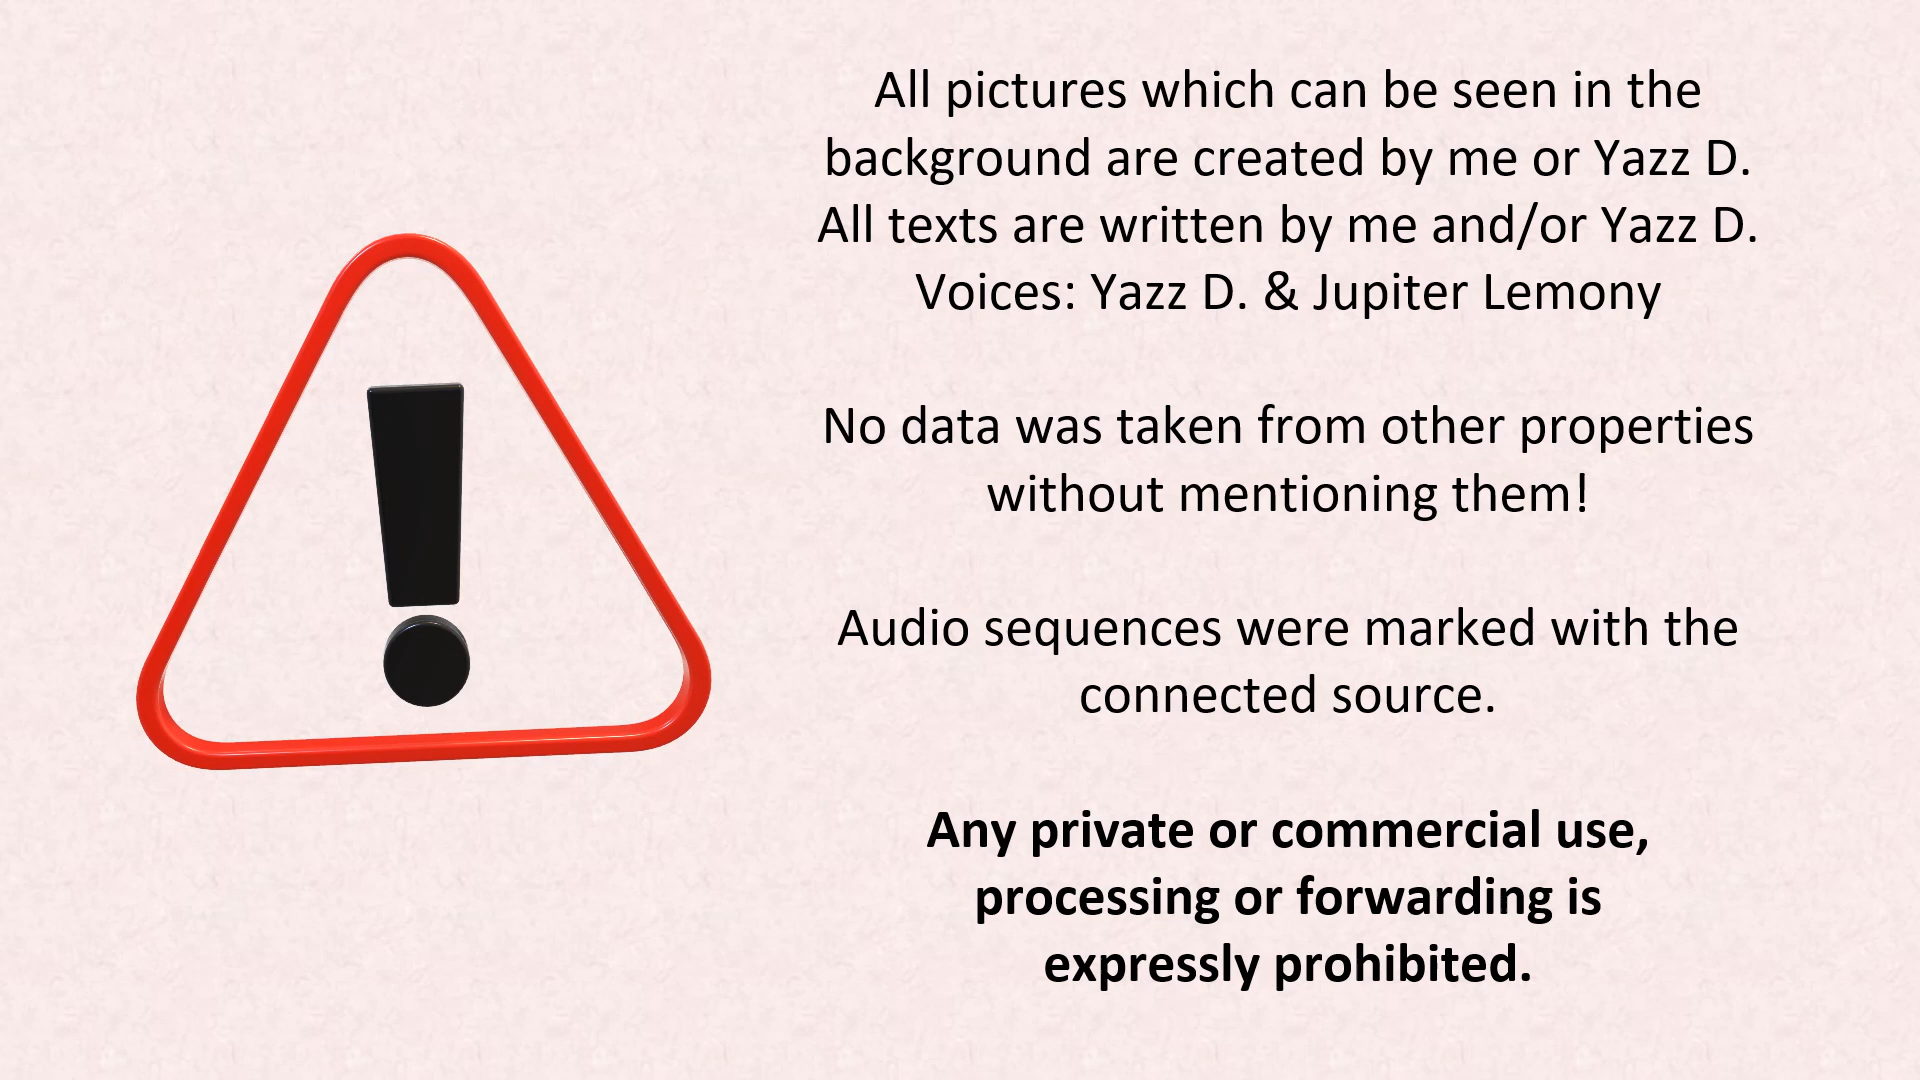 All pictures which can be seen in the
background are created by me or Yazz D.
All texts are written by me and/or Yazz D.
Voices: Yazz D. & Jupiter Lemony
No data was taken from other properties
without mentioning them!
Audio sequences were marked with the
connected source.
Any private or commercial use,
processing or forwarding is
expressly prohibited.